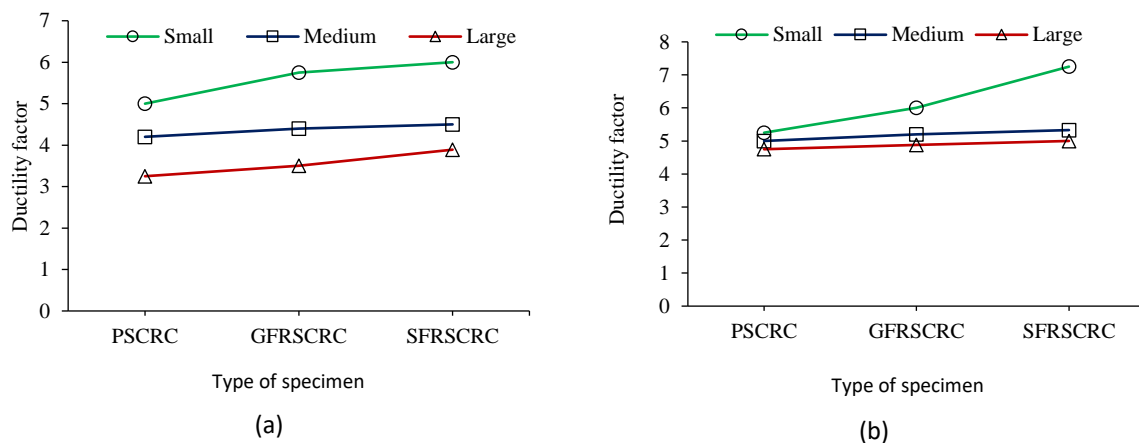 7
6
5
4
3
2
1
0
Ductility factor
Small Medium Large
PSCRC GFRSCRC SFRSCRC
Type of specimen
(a)
8
7
6
5
4
3
2
1
0
Ductility factor
Small Medium Large
PSCRC GFRSCRC SFRSCRC
Type of specimen
(b)